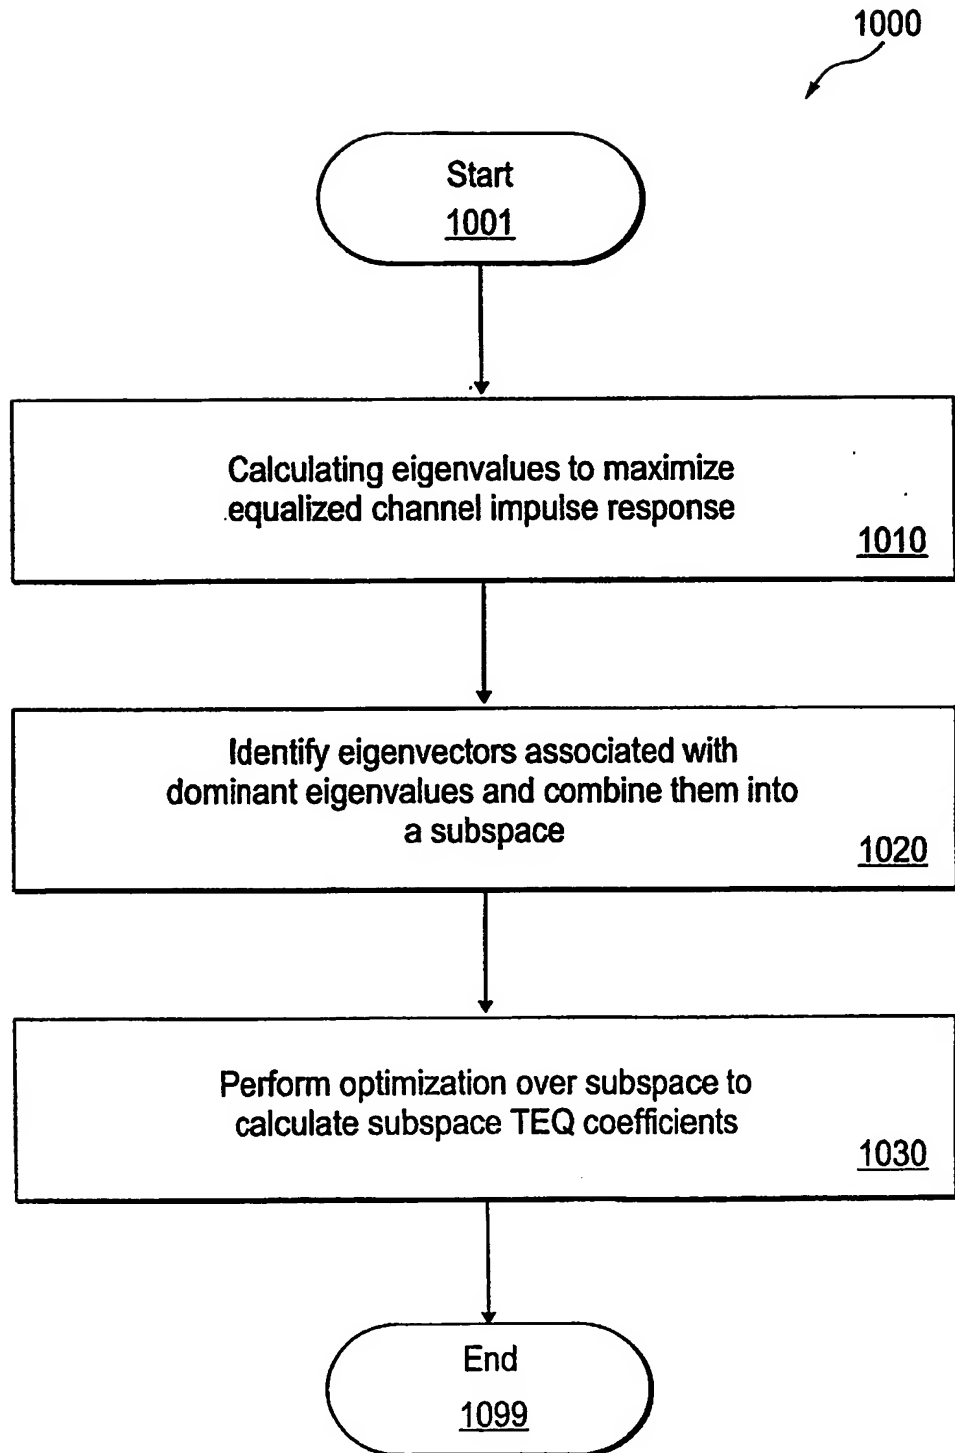 1000
Start
1001
Calculating eigenvalues to maximize
equalized channel impulse response
1010
Identify eigenvectors associated with
dominant eigenvalues and combine them into
a subspace
1020
Perform optimization over subspace to
calculate subspace TEQ coefficients
1030
End
1099